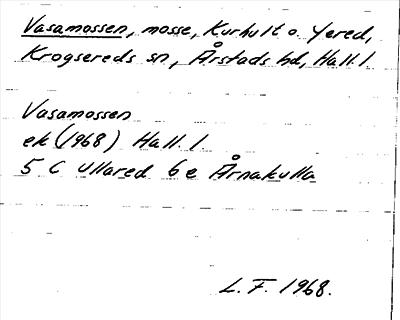 Vasamossen, mosse, Kurhult o. Yered,
Krogsereds sn, Årstads hd, Hall. l.
Vasamossen
ek (1968) Hall. l.
5 C Ullared 6 e Årnakulla
L. F. 1968.